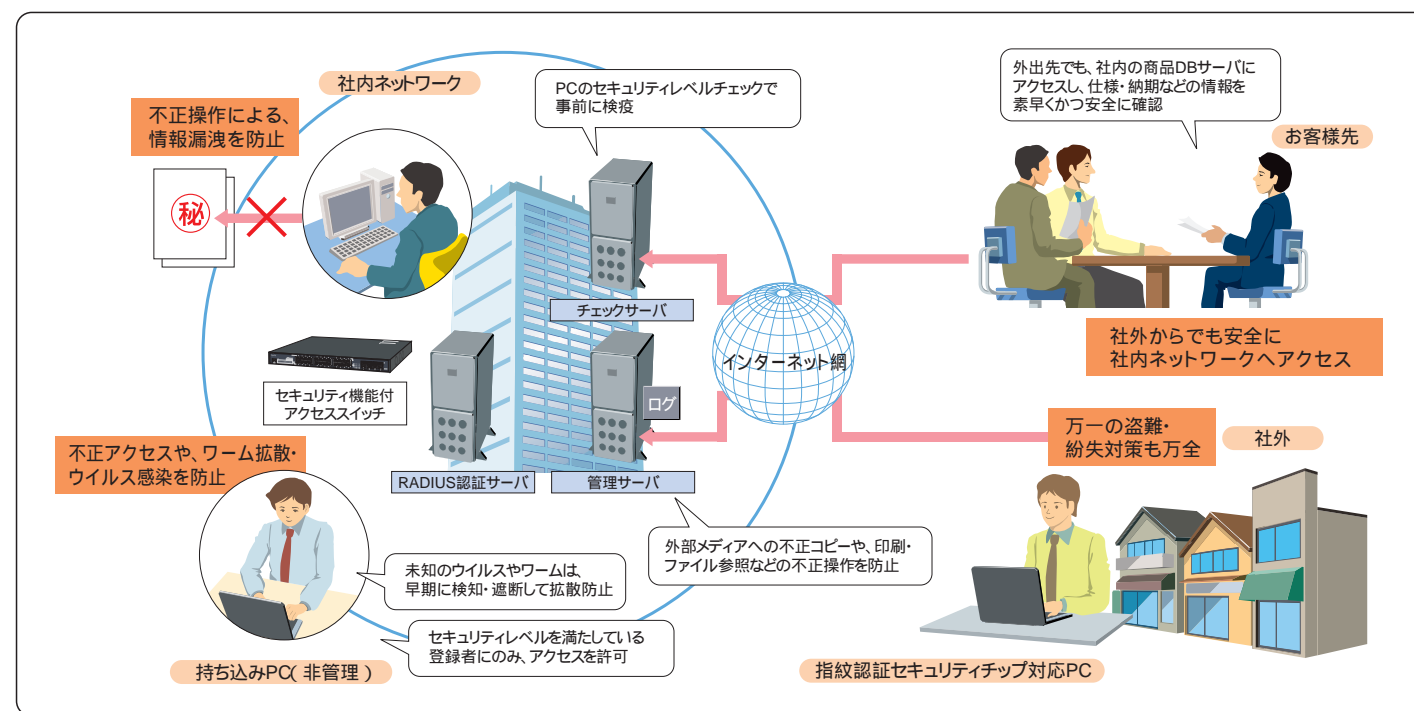 社内ネットワーク
不正操作による、
情報漏洩を防止
秘
PCのセキュリティレベルチェックで
事前に検疫
外出先でも、社内の商品DBサーバに
アクセスし、仕様・納期などの情報を
素早くかつ安全に確認
お客様先
チェックサーバ
インターネット網
社外からでも安全に
社内ネットワークへアクセス
セキュリティ機能付
アクセススイッチ
ログ
RADIUS認証サーバ
管理サーバ
不正アクセスや、ワーム拡散・
ウイルス感染を防止
万一の盗難・
紛失対策も万全
社外
外部メディアへの不正コピーや、印刷・
ファイル参照などの不正操作を防止
未知のウイルスやワームは、
早期に検知・遮断して拡散防止
セキュリティレベルを満たしている
登録者にのみ、アクセスを許可
持ち込みPC(非管理)
指紋認証セキュリティチップ対応PC